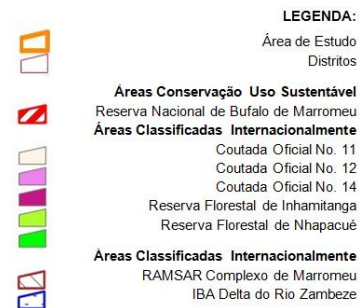 LEGENDA:
Área de Estudo
Distritos
Áreas Conservação Uso Sustentável
Reserva Nacional de Bufalo de Marromeu
Áreas Classificadas Internacionalmente
Coutada Oficial No. 11
Coutada Oficial No. 12
Coutada Oficial No. 14
Reserva Florestal de Inhamitanga
Reserva Florestal de Nhapacué
Áreas Classificadas Internacionalmente
RAMSAR Complexo de Marromeu
IBA Delta do Rio Zambeze